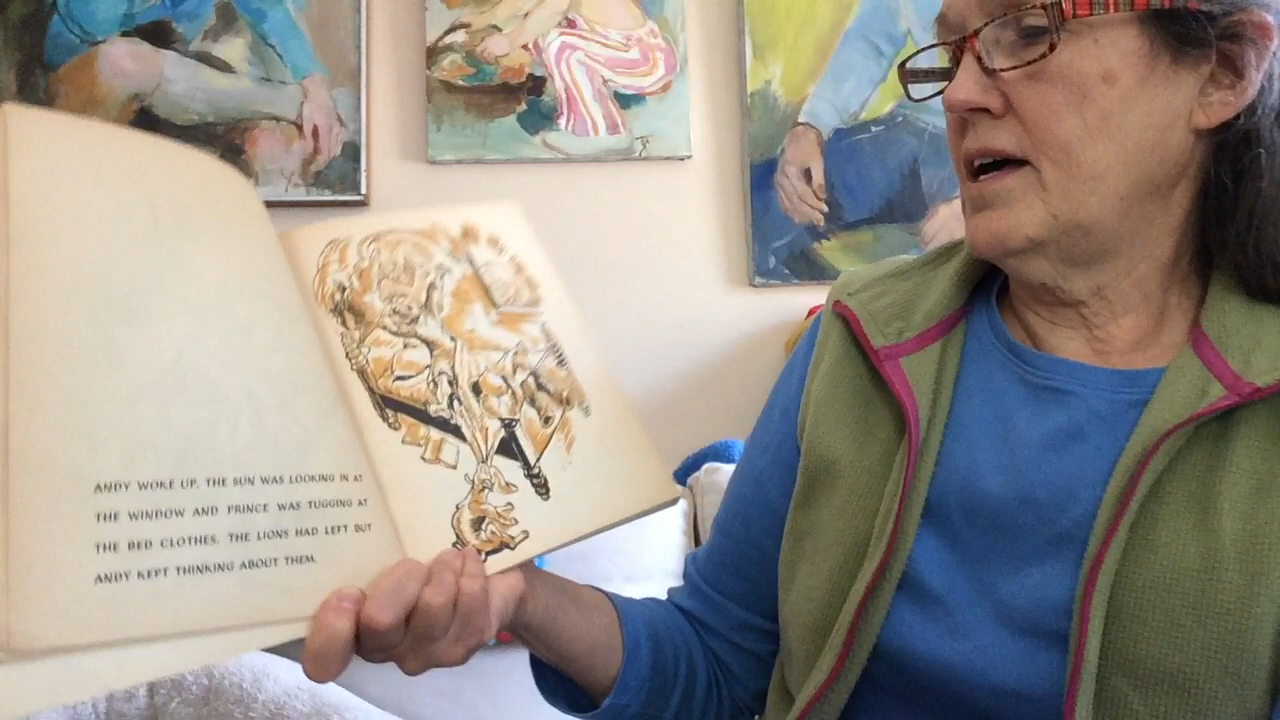 ANDY WOKE UP. THE SUN WAS LOOKING IN AT
THE WINDOW AND PRINCE WAS TUGGING AT
THE BED CLOTHES. THE LIONS HAD LEFT BUT
ANDY KEPT THINKING ABOUT THEM.